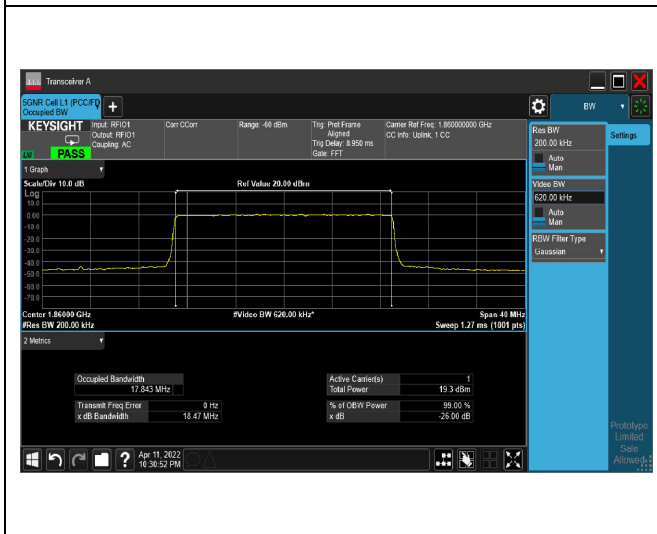 Transceiver A
5GNR Cell L1 (PCC/FD
Occupied BW
+
BW
KEYSIGHT
PASS
Input: RFIO1
Output: RFIO1
Coupling: AC
Corr CCorr
Range: -60 dBm
Trig: Pret Frame
Aligned
Trig Delay: 8.950 ms
Gate: FFT
Carrier Ref Freq: 1.860000000 GHz
CC Info: Uplink, 1 CC
Res BW
200.00 kHz
Auto
Man
Video BW
620.00 kHz
Auto
Man
RBW Filter Type
Gaussian
Settings
1 Graph
Scale/Div 10.0 dB
Ref Value 20.00 dBm
Log
10.0
0.00
-10.0
-20.0
-30.0
-40.0
-50.0
-60.0
-70.0
Center 1.86000 GHz
#Video BW 620.00 kHz*
Span 40 MHz
#Res BW 200.00 kHz
Sweep 1.27 ms (1001 pts)
2 Metrics
Occupied Bandwidth
17.843 MHz
Transmit Freq Error 0 Hz
x dB Bandwidth 18.47 MHz
Active Carrier(s) 1
Total Power 19.3 dBm
% of OBW Power 99.00 %
x dB -26.00 dB
Apr 11, 2022
10:30:52 PM
?
Prototype
Limited
Sale
Allowed